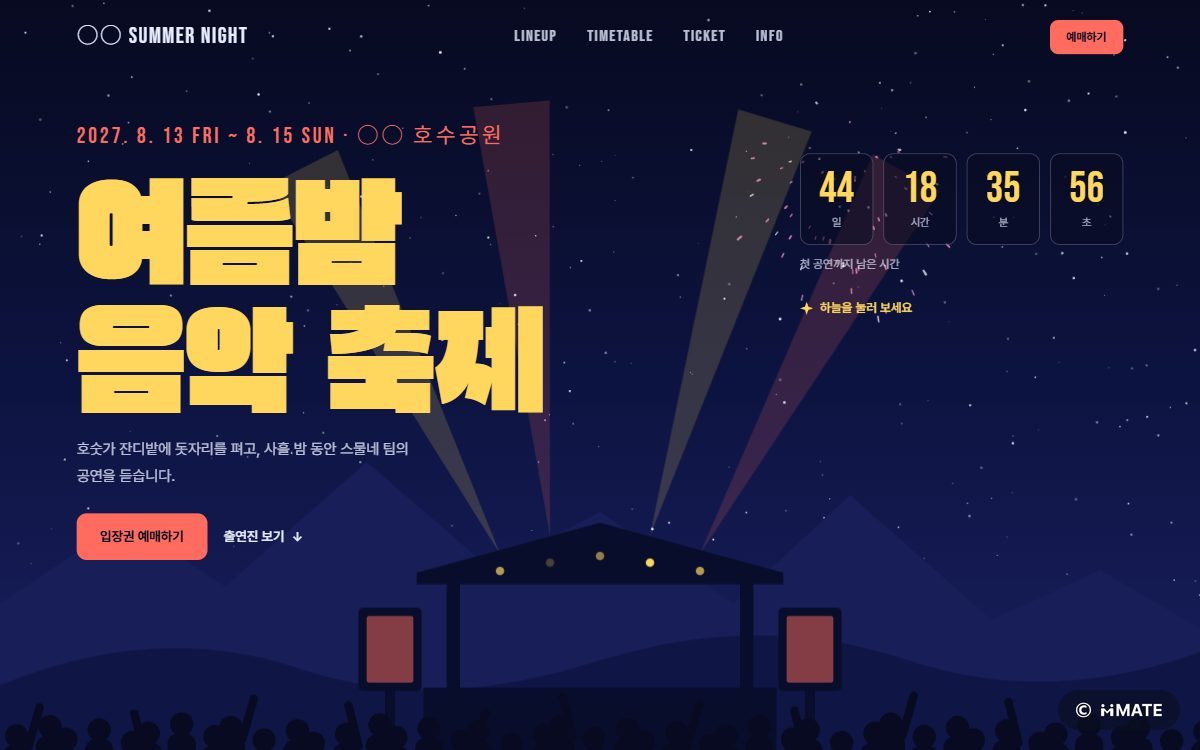 ○○ SUMMER NIGHT
LINEUP TIMETABLE TICKET INFO
예매하기
2027. 8. 13 FRI ~ 8. 15 SUN · ○○ 호수공원
여름밤
음악 축제
호숫가 잔디밭에 돗자리를 펴고, 사흘 밤 동안 스물네 팀의
공연을 듣습니다.
입장권 예매하기
출연진 보기 ↓
44 18 35 56
일 시간 분 초
첫 공연까지 남은 시간
하늘을 눌러 보세요
© MATE